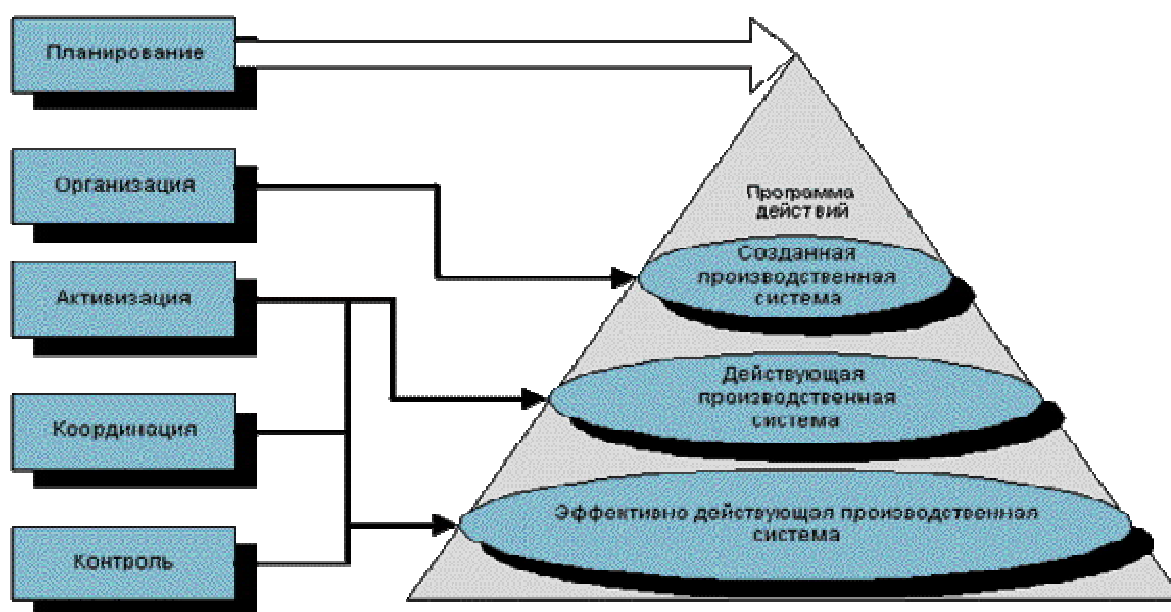 Планирование
Организация
Активизация
Координация
Контроль
Программа
действий
Созданная
производственная
система
Действующая
производственная
система
Эффективно действующая производственная
система